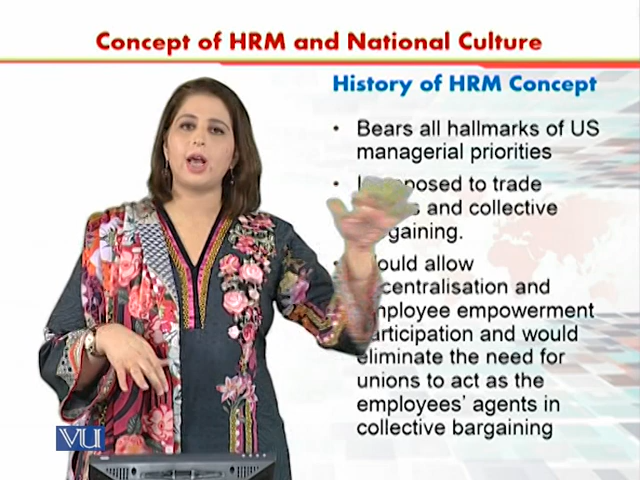 Concept of HRM and National Culture
History of HRM Concept
• Bears all hallmarks of US
managerial priorities
• opposed to trade
and collective
• would allow
employee empowerment
participation and would
eliminate the need for
unions to act as the
employees' agents in
collective bargaining
VU